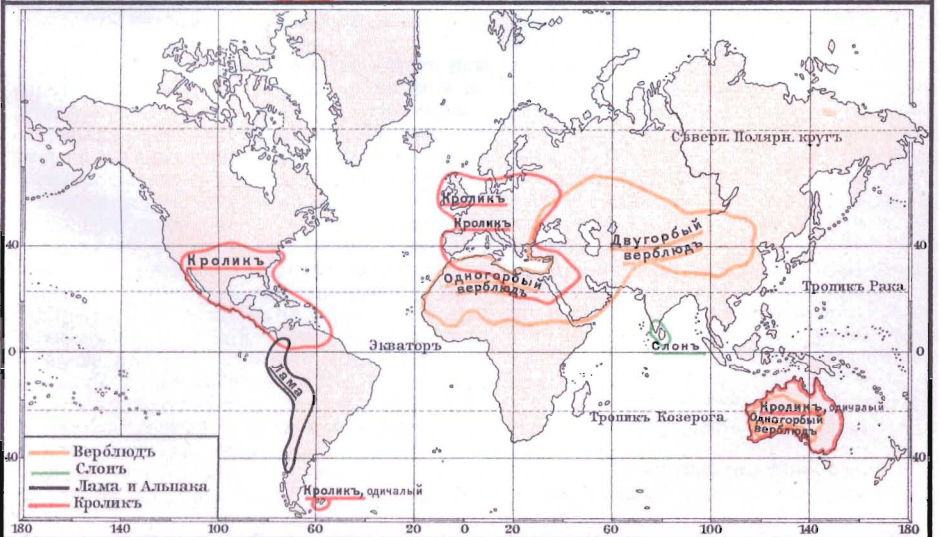 Сѣверн. Полярн. кругъ
Кроликъ
Кроликъ
40
40
Двугорбый
верблюдъ
Кроликъ
Одногорбый
верблюдъ
Тропикъ Рака
Экваторъ
Слонъ
0
0
Лама
Кроликъ, одичалый
Тропикъ Козерога
Одногорбый
Верблюдъ
Верблюдъ
40
40
Слонъ
Лама и Альпака
Кроликъ
Кроликъ, одичалый
180
140
100
60
20
0
20
60
100
140
180